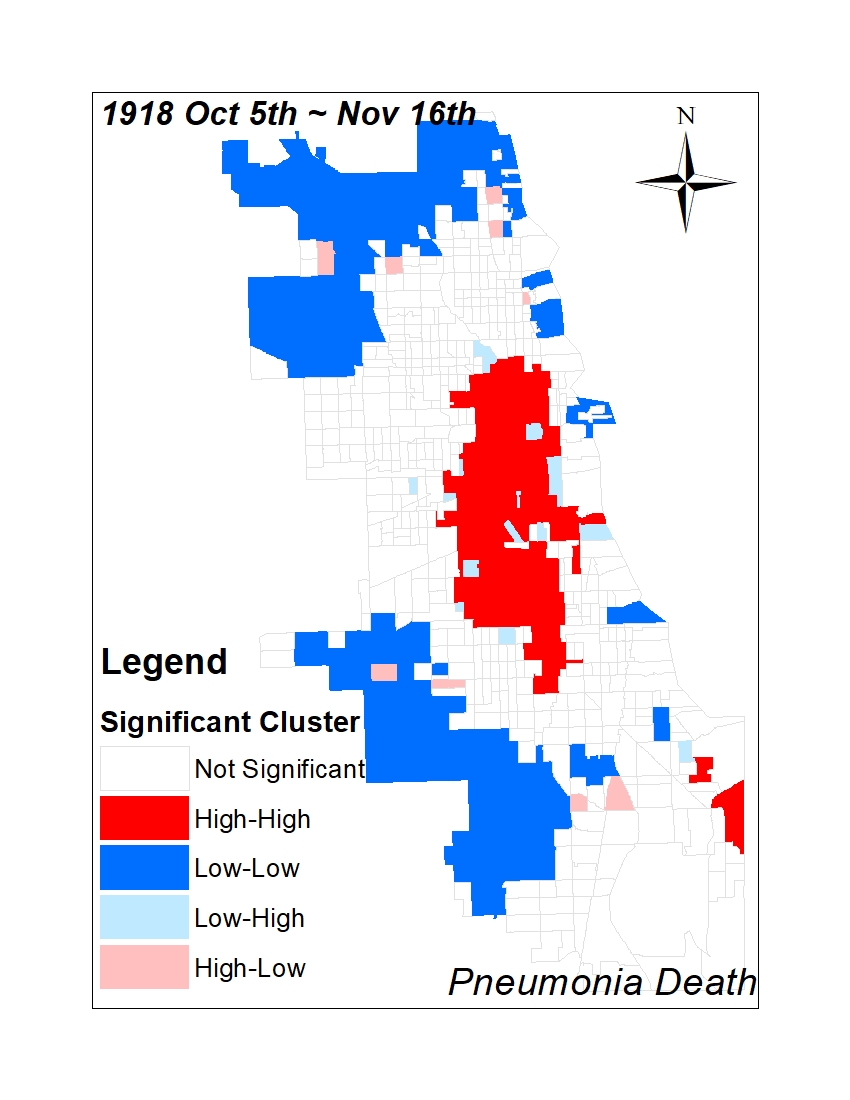 1918 Oct 5th ~ Nov 16th
N
Legend
Significant Cluster
Not Significant
High-High
Low-Low
Low-High
High-Low
Pneumonia Death